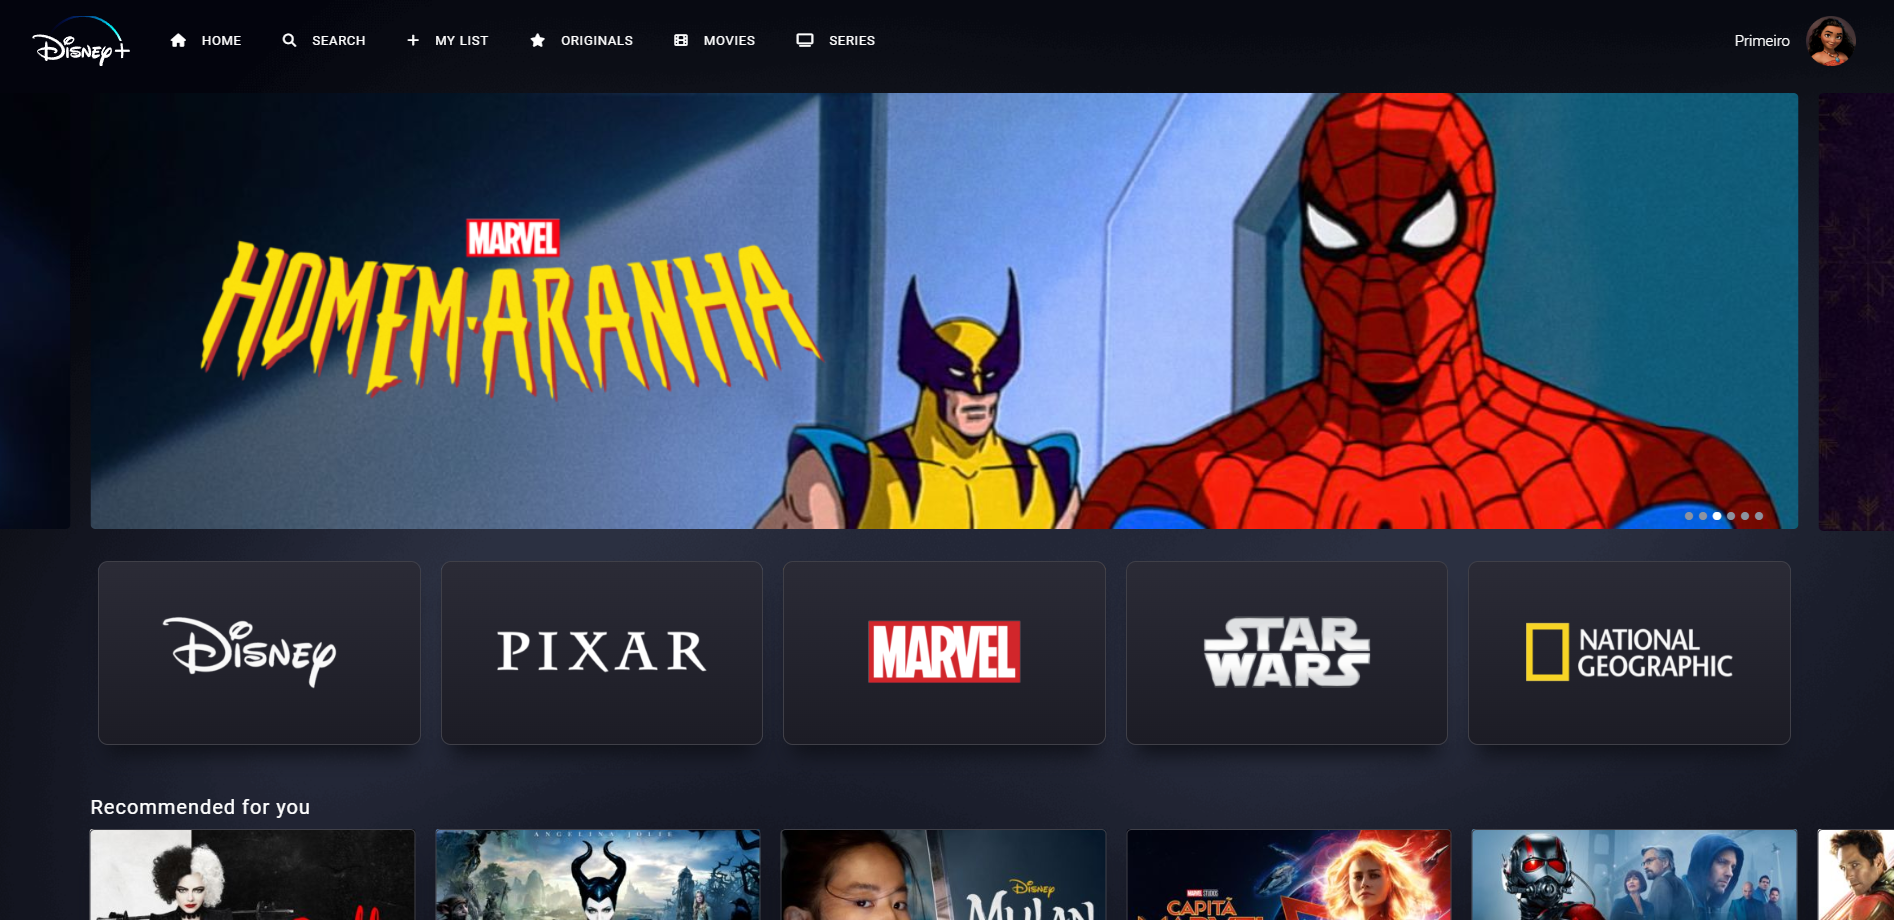 Disney+
HOME
SEARCH
MY LIST
ORIGINALS
MOVIES
SERIES
Primeiro
MARVEL
HOMEM-ARANHA
Disney
PIXAR
MARVEL
STAR
WARS
NATIONAL
GEOGRAPHIC
Recommended for you
ANGELINA JOLIE
Disney
MULAN
MARVEL STUDIOS
CAPITÃ